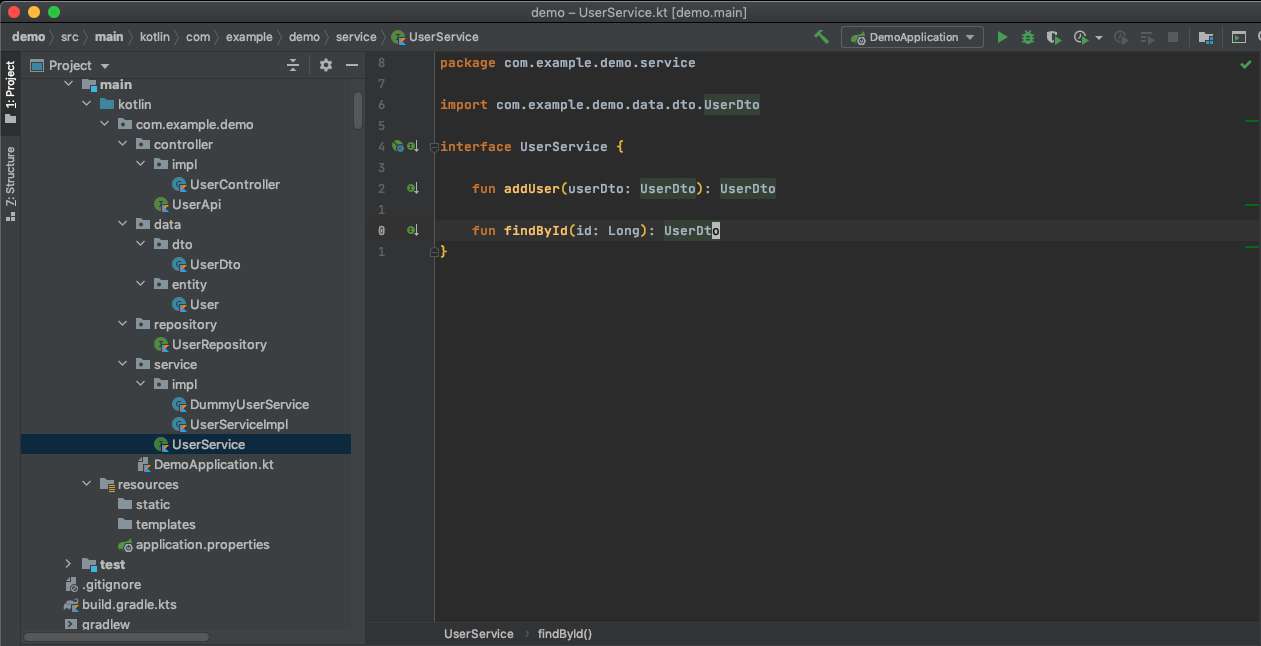 demo – UserService.kt [demo.main]
demo src main kotlin com example demo service UserService DemoApplication
1: Project
Z: Structure
Project
main
kotlin
com.example.demo
controller
impl
UserController
UserApi
data
dto
UserDto
entity
User
repository
UserRepository
service
impl
DummyUserService
UserServiceImpl
UserService
DemoApplication.kt
resources
static
templates
application.properties
test
.gitignore
build.gradle.kts
gradlew
8 package com.example.demo.service
7
6 import com.example.demo.data.dto.UserDto
5
4 interface UserService {
3
2 fun addUser(userDto: UserDto): UserDto
1
0 fun findById(id: Long): UserDto
1 }
UserService › findById()